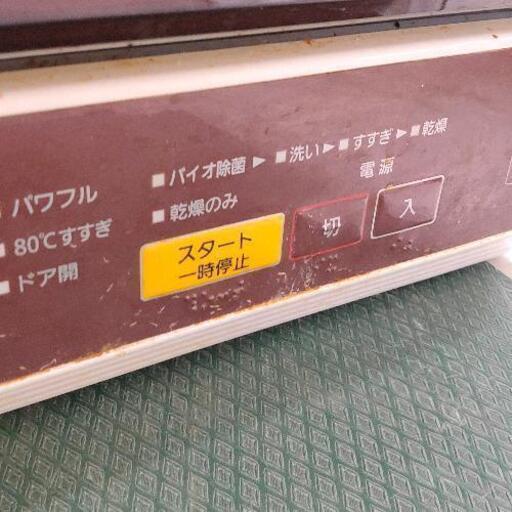 パワフル
80℃すすぎ
ドア開
バイオ除菌 ▶ 洗い ▶ すすぎ ▶ 乾燥
乾燥のみ
電源
切
入
スタート
一時停止